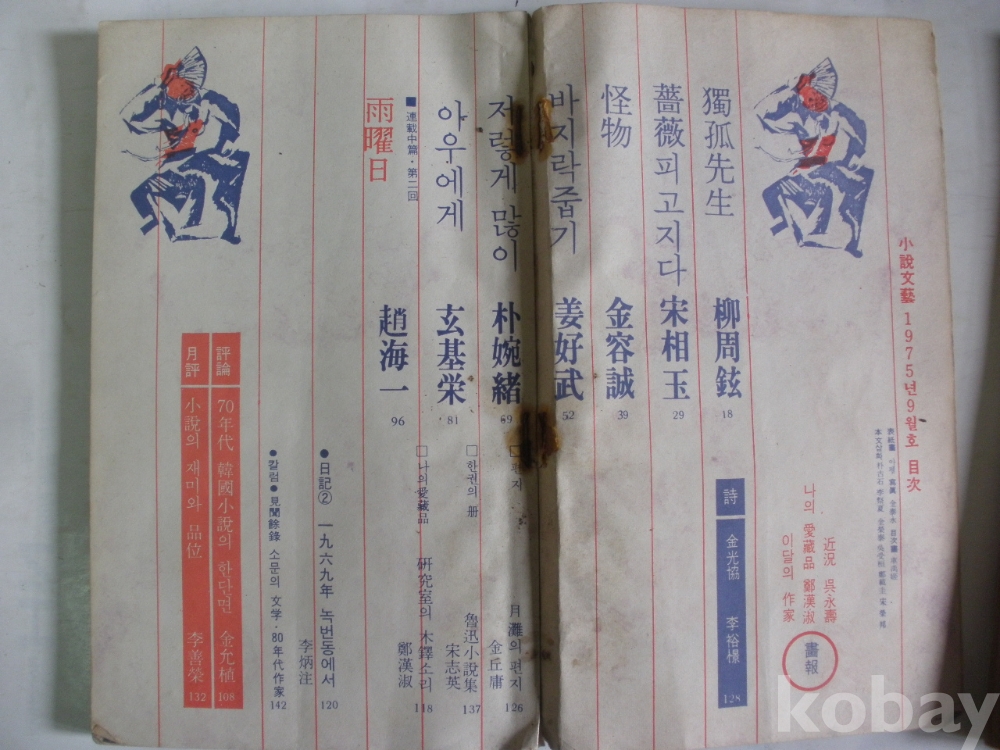 小說文藝 1975년 9월호 目次
近況 吳永壽
나의 愛藏品 鄭漢淑
이달의 作家
畫報
詩
金光協 李裕憬
128
獨孤先生 柳周鉉 18
薔薇피고지다 宋相玉 29
怪物 金容誠 39
바지락줍기 姜好武 52
저렇게 많이 朴婉緖 69
아우에게 玄基栄 81
■連載中篇·第二回
雨曜日 趙海一 96
□편지
月灘의 편지 金丘庸 126
□한권의 册
魯迅小說集 宋志英 137
□나의 愛藏品
硏究室의 木鐸소리 鄭漢淑 118
●日記② 一九六九年 녹번동에서 李炳注 120
●칼럼●見聞餘錄 소문의 文学·80年代作家 142
評論 70年代 韓國小說의 한단면 金允植 108
月評 小說의 재미와 品位 李善榮 132
kobay